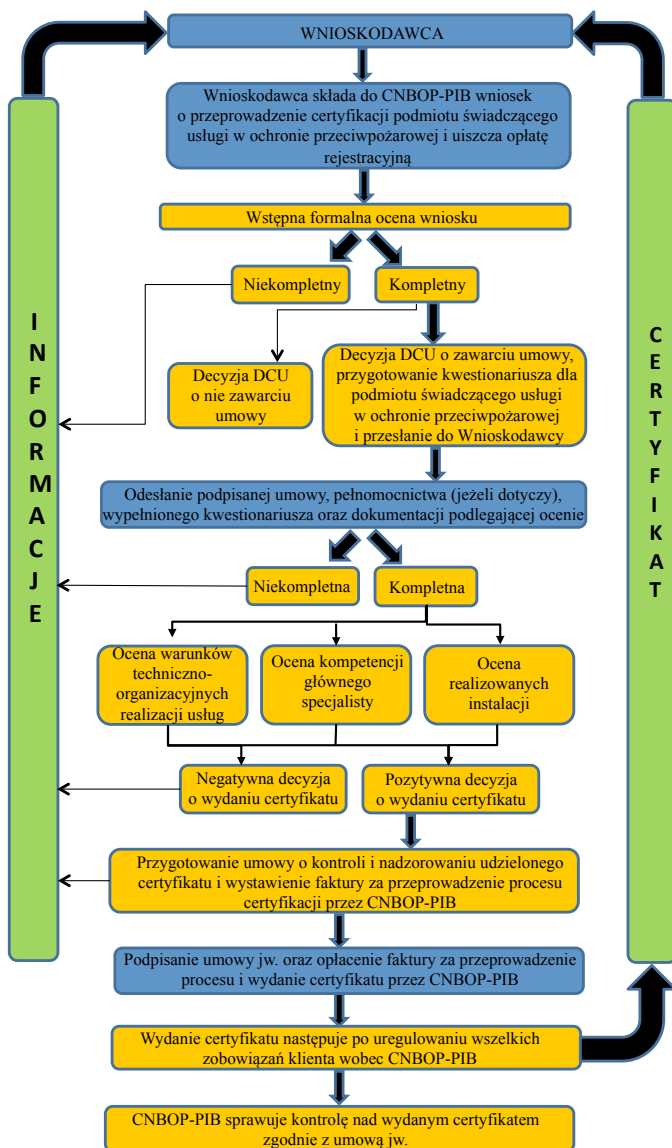 WNIOSKODAWCA
Wnioskodawca składa do CNBOP-PIB wniosek
o przeprowadzenie certyfikacji podmiotu świadczącego
usługi w ochronie przeciwpożarowej i uiszcza opłatę
rejestracyjną
Wstępna formalna ocena wniosku
Niekompletny
Kompletny
Decyzja DCU
o nie zawarciu
umowy
Decyzja DCU o zawarciu umowy,
przygotowanie kwestionariusza dla
podmiotu świadczącego usługi
w ochronie przeciwpożarowej
i przesłanie do Wnioskodawcy
Odesłanie podpisanej umowy, pełnomocnictwa (jeżeli dotyczy),
wypełnionego kwestionariusza oraz dokumentacji podlegającej ocenie
Niekompletna
Kompletna
Ocena warunków
techniczno-
organizacyjnych
realizacji usług
Ocena kompetencji
głównego
specjalisty
Ocena
realizowanych
instalacji
Negatywna decyzja
o wydaniu certyfikatu
Pozytywna decyzja
o wydaniu certyfikatu
Przygotowanie umowy o kontroli i nadzorowaniu udzielonego
certyfikatu i wystawienie faktury za przeprowadzenie procesu
certyfikacji przez CNBOP-PIB
Podpisanie umowy jw. oraz opłacenie faktury za przeprowadzenie
procesu i wydanie certyfikatu przez CNBOP-PIB
Wydanie certyfikatu następuje po uregulowaniu wszelkich
zobowiązań klienta wobec CNBOP-PIB
CNBOP-PIB sprawuje kontrolę nad wydanym certyfikatem
zgodnie z umową jw.
INFORMACJE
CERTYFIKAT